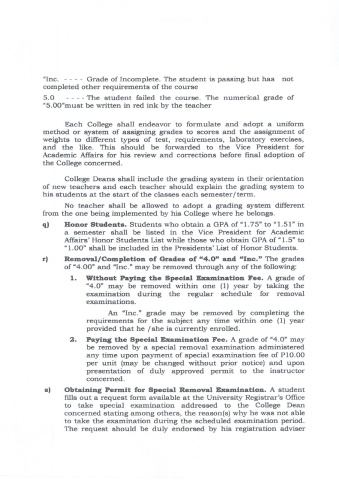 "Inc. - - - - Grade of Incomplete. The student is passing but has not
completed other requirements of the course
5.0 - - - - The student failed the course. The numerical grade of
"5.00"must be written in red ink by the teacher
Each College shall endeavor to formulate and adopt a uniform
method or system of assigning grades to scores and the assignment of
weights to different types of test, requirements, laboratory exercises,
and the like. This should be forwarded to the Vice President for
Academic Affairs for his review and corrections before final adoption of
the College concerned.
College Deans shall include the grading system in their orientation
of new teachers and each teacher should explain the grading system to
his students at the start of the classes each semester/term.
No teacher shall be allowed to adopt a grading system different
from the one being implemented by his College where he belongs.
q) Honor Students. Students who obtain a GPA of "1.75" to "1.51" in
a semester shall be listed in the Vice President for Academic
Affairs' Honor Students List while those who obtain GPA of "1.5" to
"1.00" shall be included in the Presidents' List of Honor Students.
r) Removal/Completion of Grades of "4.0" and "Inc." The grades
of "4.00" and "Inc." may be removed through any of the following:
1. Without Paying the Special Examination Fee. A grade of
"4.0" may be removed within one (1) year by taking the
examination during the regular schedule for removal
examinations.
An "Inc." grade may be removed by completing the
requirements for the subject any time within one (1) year
provided that he /she is currently enrolled.
2. Paying the Special Examination Fee. A grade of "4.0" may
be removed by a special removal examination administered
any time upon payment of special examination fee of P10.00
per unit (may be changed without prior notice) and upon
presentation of duly approved permit to the instructor
concerned.
s) Obtaining Permit for Special Removal Examination. A student
fills out a request form available at the University Registrar's Office
to take special examination addressed to the College Dean
concerned stating among others, the reason(s) why he was not able
to take the examination during the scheduled examination period.
The request should be duly endorsed by his registration adviser